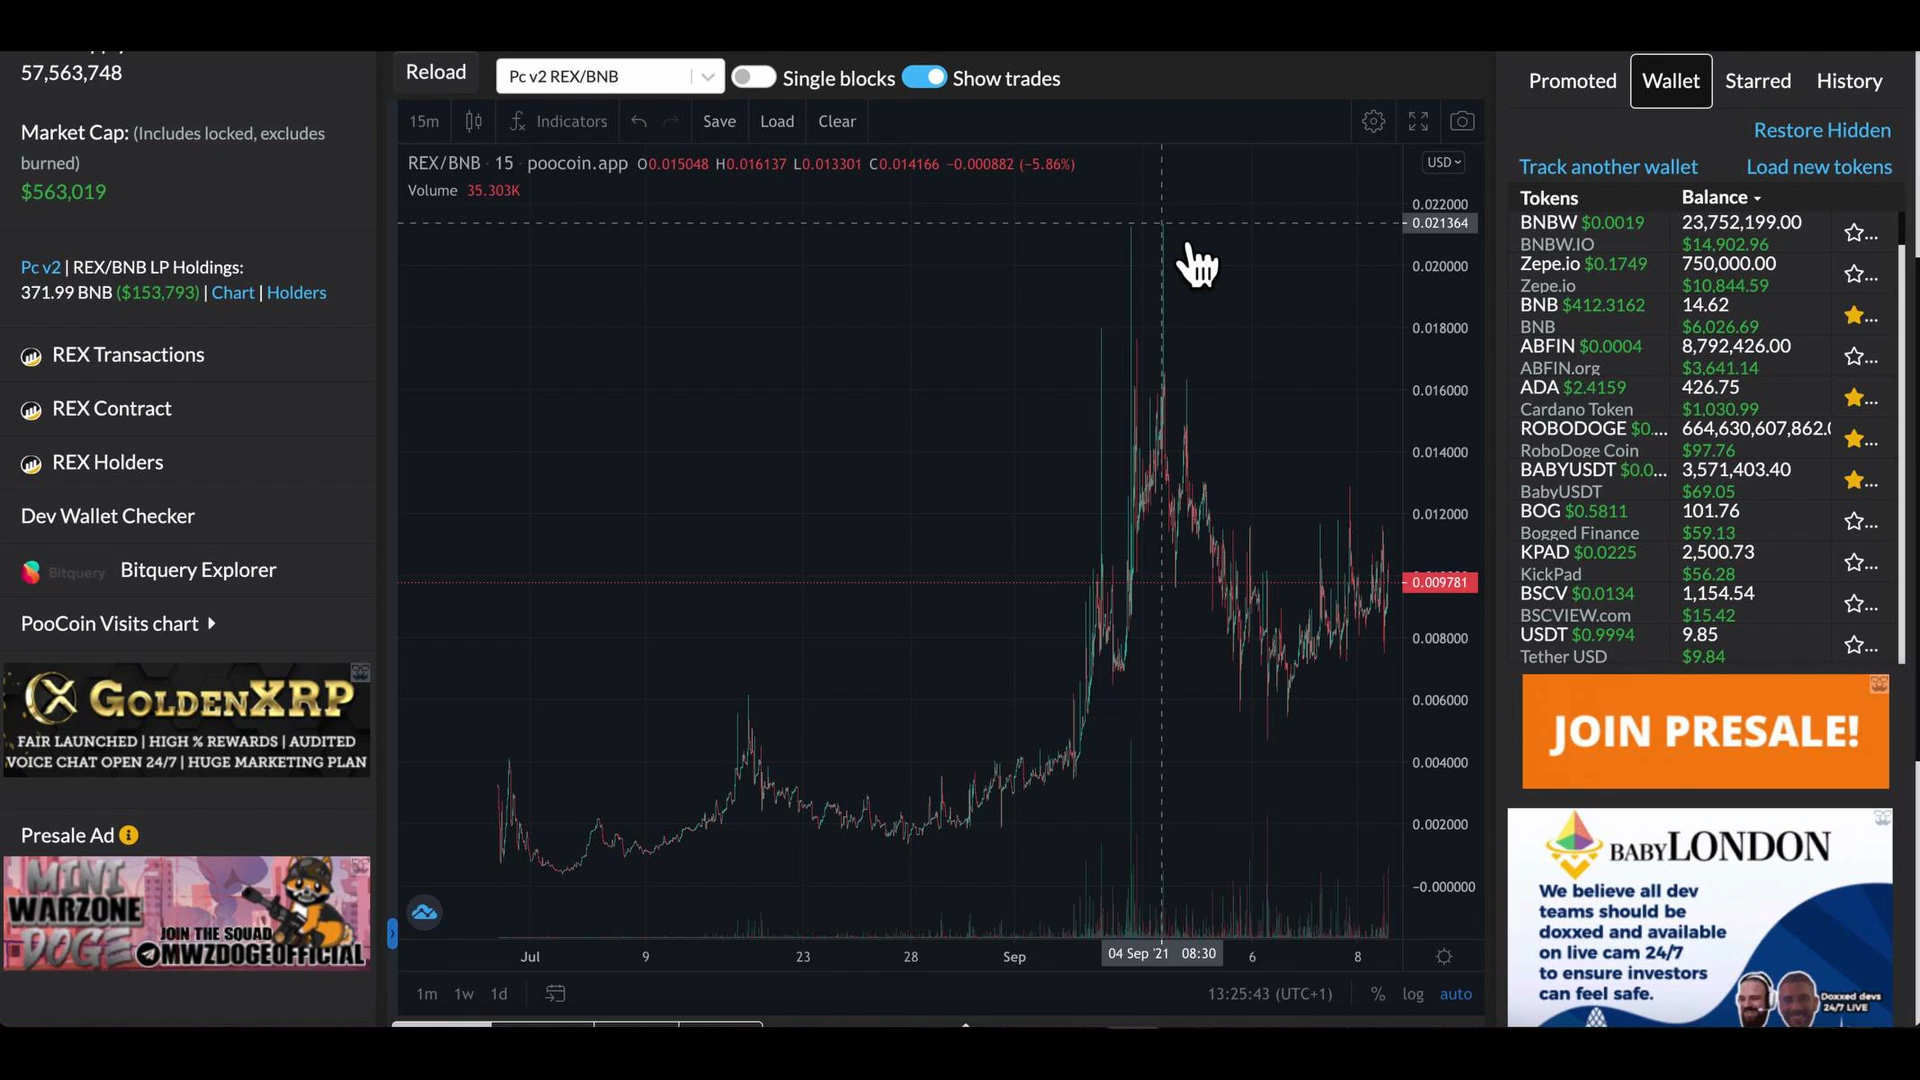 57,563,748
Market Cap: (Includes locked, excludes
burned)
$563,019
Pc v2 | REX/BNB LP Holdings:
371.99 BNB ($153,793) | Chart | Holders
REX Transactions
REX Contract
REX Holders
Dev Wallet Checker
Bitquery Bitquery Explorer
PooCoin Visits chart
GOLDENXRP
FAIR LAUNCHED | HIGH % REWARDS | AUDITED
VOICE CHAT OPEN 24/7 | HUGE MARKETING PLAN
Presale Ad
MINI
WARZONE
DOGE
JOIN THE SQUAD
@MWZDOGEOFFICIAL
Reload
Pc v2 REX/BNB
Single blocks
Show trades
15m
Indicators
Save
Load
Clear
REX/BNB · 15 · poocoin.app O0.015048 H0.016137 L0.013301 C0.014166 -0.000882 (-5.86%)
Volume 35.303K
USD
0.022000
0.021364
0.020000
0.018000
0.016000
0.014000
0.012000
0.009781
0.008000
0.006000
0.004000
0.002000
-0.000000
Jul 9 23 28 Sep 04 Sep '21 08:30 6 8
1m 1w 1d
13:25:43 (UTC+1) % log auto
Promoted Wallet Starred History
Restore Hidden
Track another wallet Load new tokens
Tokens Balance
BNBW $0.0019 23,752,199.00
BNBW.IO $14,902.96
Zepe.io $0.1749 750,000.00
Zepe.io $10,844.59
BNB $412.3162 14.62
BNB $6,026.69
ABFIN $0.0004 8,792,426.00
ABFIN.org $3,641.14
ADA $2.4159 426.75
Cardano Token $1,030.99
ROBODOGE $0.... 664,630,607,862.
RoboDoge Coin $97.76
BABYUSDT $0.0... 3,571,403.40
BabyUSDT $69.05
BOG $0.5811 101.76
Bogged Finance $59.13
KPAD $0.0225 2,500.73
KickPad $56.28
BSCV $0.0134 1,154.54
BSCVIEW.com $15.42
USDT $0.9994 9.85
Tether USD $9.84
JOIN PRESALE!
BABYLONDON
We believe all dev
teams should be
doxxed and available
on live cam 24/7
to ensure investors
can feel safe.
Doxxed devs
24/7 LIVE